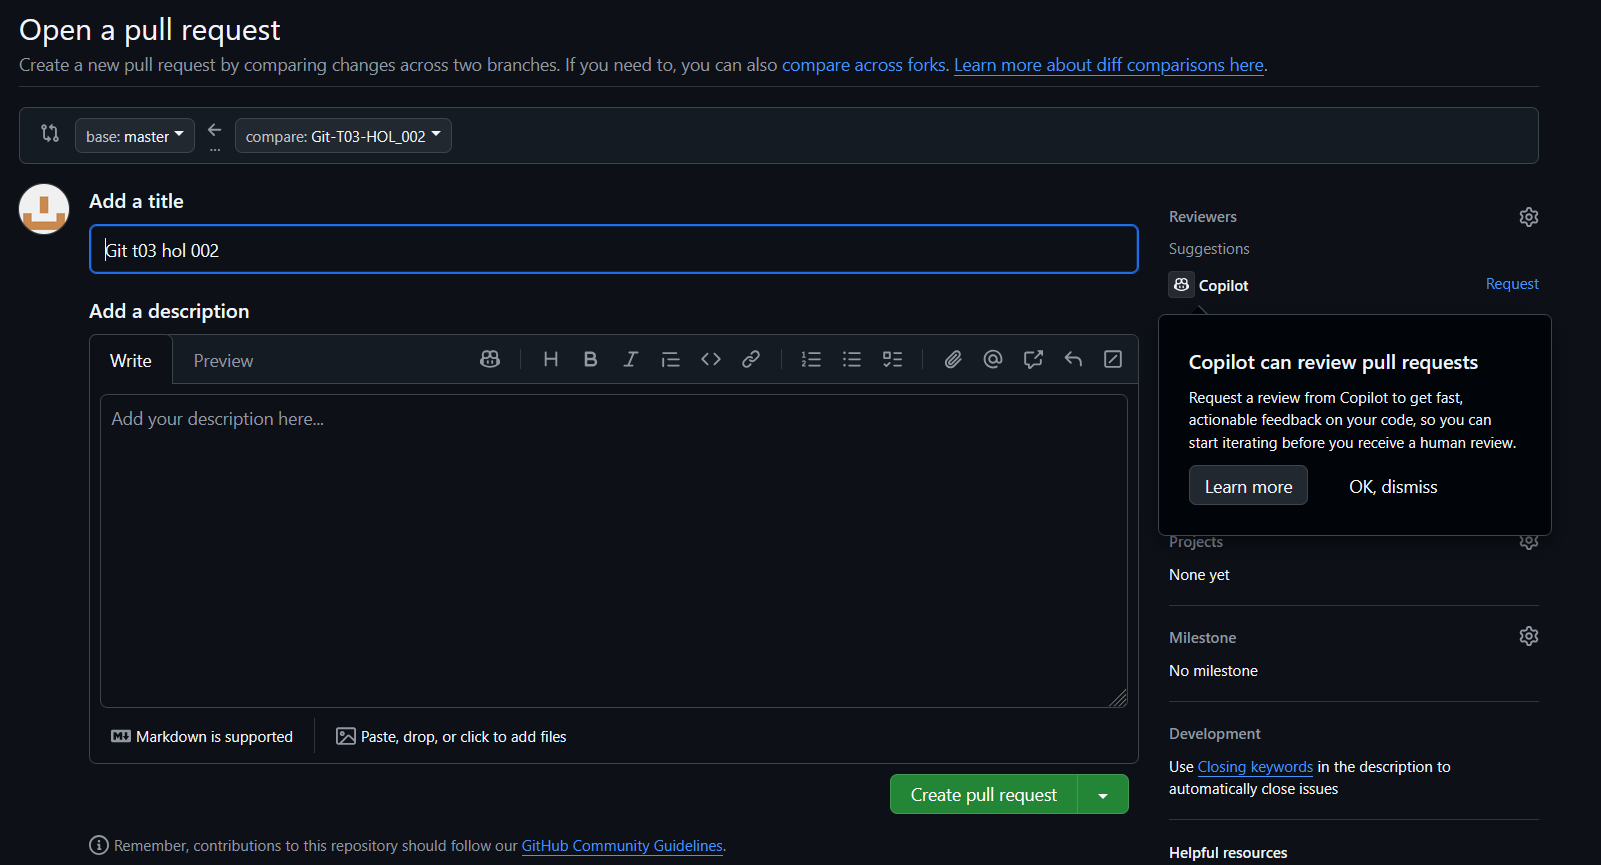 Open a pull request
Create a new pull request by comparing changes across two branches. If you need to, you can also compare across forks. Learn more about diff comparisons here.
base: master
...
compare: Git-T03-HOL_002
Add a title
Git t03 hol 002
Add a description
Write
Preview
Add your description here...
Markdown is supported
Paste, drop, or click to add files
Create pull request
Remember, contributions to this repository should follow our GitHub Community Guidelines.
Reviewers
Suggestions
Copilot
Request
Copilot can review pull requests
Request a review from Copilot to get fast,
actionable feedback on your code, so you can
start iterating before you receive a human review.
Learn more
OK, dismiss
Projects
None yet
Milestone
No milestone
Development
Use Closing keywords in the description to
automatically close issues
Helpful resources